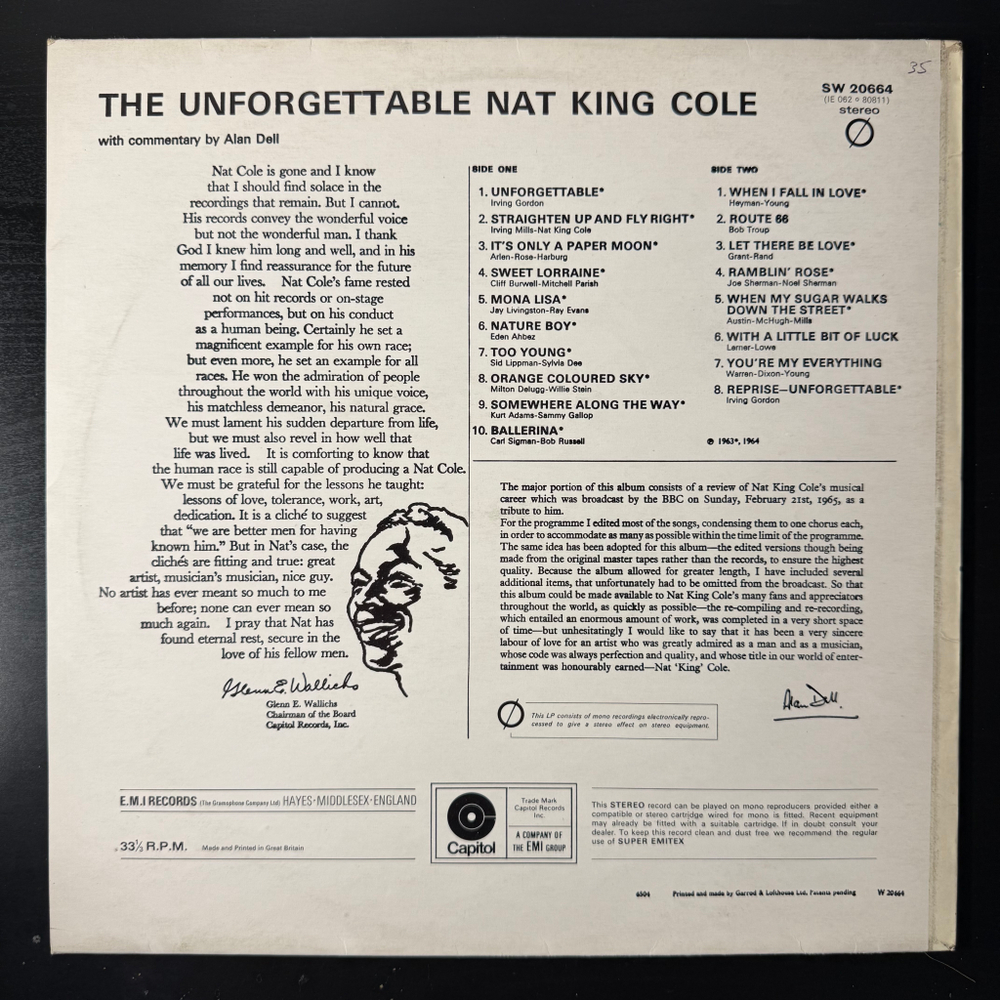 35
THE UNFORGETTABLE NAT KING COLE
with commentary by Alan Dell
SW 20664
(IE 062 o 80811)
stereo
Nat Cole is gone and I know
that I should find solace in the
recordings that remain. But I cannot.
His records convey the wonderful voice
but not the wonderful man. I thank
God I knew him long and well, and in his
memory I find reassurance for the future
of all our lives. Nat Cole's fame rested
not on hit records or on-stage
performances, but on his conduct
as a human being. Certainly he set a
magnificent example for his own race;
but even more, he set an example for all
races. He won the admiration of people
throughout the world with his unique voice,
his matchless demeanor, his natural grace.
We must lament his sudden departure from life,
but we must also revel in how well that
life was lived. It is comforting to know that
the human race is still capable of producing a Nat Cole.
We must be grateful for the lessons he taught:
lessons of love, tolerance, work, art,
dedication. It is a cliché to suggest
that “we are better men for having
known him.” But in Nat's case, the
clichés are fitting and true: great
artist, musician's musician, nice guy.
No artist has ever meant so much to me
before; none can ever mean so
much again. I pray that Nat has
found eternal rest, secure in the
love of his fellow men.
Glenn E. Wallichs
Glenn E. Wallichs
Chairman of the Board
Capitol Records, Inc.
SIDE ONE
1. UNFORGETTABLE*
Irving Gordon
2. STRAIGHTEN UP AND FLY RIGHT*
Irving Mills-Nat King Cole
3. IT'S ONLY A PAPER MOON*
Arlen-Rose-Harburg
4. SWEET LORRAINE*
Cliff Burwell-Mitchell Parish
5. MONA LISA*
Jay Livingston-Ray Evans
6. NATURE BOY*
Eden Ahbez
7. TOO YOUNG*
Sid Lippman-Sylvia Dee
8. ORANGE COLOURED SKY*
Milton Delugg-Willie Stein
9. SOMEWHERE ALONG THE WAY*
Kurt Adams-Sammy Gallop
10. BALLERINA*
Carl Sigman-Bob Russell
SIDE TWO
1. WHEN I FALL IN LOVE*
Heyman-Young
2. ROUTE 66
Bob Troup
3. LET THERE BE LOVE*
Grant-Rand
4. RAMBLIN' ROSE*
Joe Sherman-Noel Sherman
5. WHEN MY SUGAR WALKS
DOWN THE STREET*
Austin-McHugh-Mills
6. WITH A LITTLE BIT OF LUCK
Lerner-Lowe
7. YOU'RE MY EVERYTHING
Warren-Dixon-Young
8. REPRISE—UNFORGETTABLE*
Irving Gordon
℗ 1963*, 1964
The major portion of this album consists of a review of Nat King Cole's musical
career which was broadcast by the BBC on Sunday, February 21st, 1965, as a
tribute to him.
For the programme I edited most of the songs, condensing them to one chorus each,
in order to accommodate as many as possible within the time limit of the programme.
The same idea has been adopted for this album—the edited versions though being
made from the original master tapes rather than the records, to ensure the highest
quality. Because the album allowed for greater length, I have included several
additional items, that unfortunately had to be omitted from the broadcast. So that
this album could be made available to Nat King Cole's many fans and appreciators
throughout the world, as quickly as possible—the re-compiling and re-recording,
which entailed an enormous amount of work, was completed in a very short space
of time—but unhesitatingly I would like to say that it has been a very sincere
labour of love for an artist who was greatly admired as a man and as a musician,
whose code was always perfection and quality, and whose title in our world of enter-
tainment was honourably earned—Nat 'King' Cole.
Alan Dell.
This LP consists of mono recordings electronically repro-
cessed to give a stereo effect on stereo equipment.
E.M.I RECORDS (The Gramophone Company Ltd) HAYES·MIDDLESEX·ENGLAND
33⅓ R.P.M. Made and Printed in Great Britain
Capitol
Trade Mark
Capitol Records
Inc.
A COMPANY OF
THE EMI GROUP
This STEREO record can be played on mono reproducers provided either a
compatible or stereo cartridge wired for mono is fitted. Recent equipment
may already be fitted with a suitable cartridge. If in doubt consult your
dealer. To keep this record clean and dust free we recommend the regular
use of SUPER EMITEX
6504 Printed and made by Garrod & Lofthouse Ltd. Patents pending W 20664